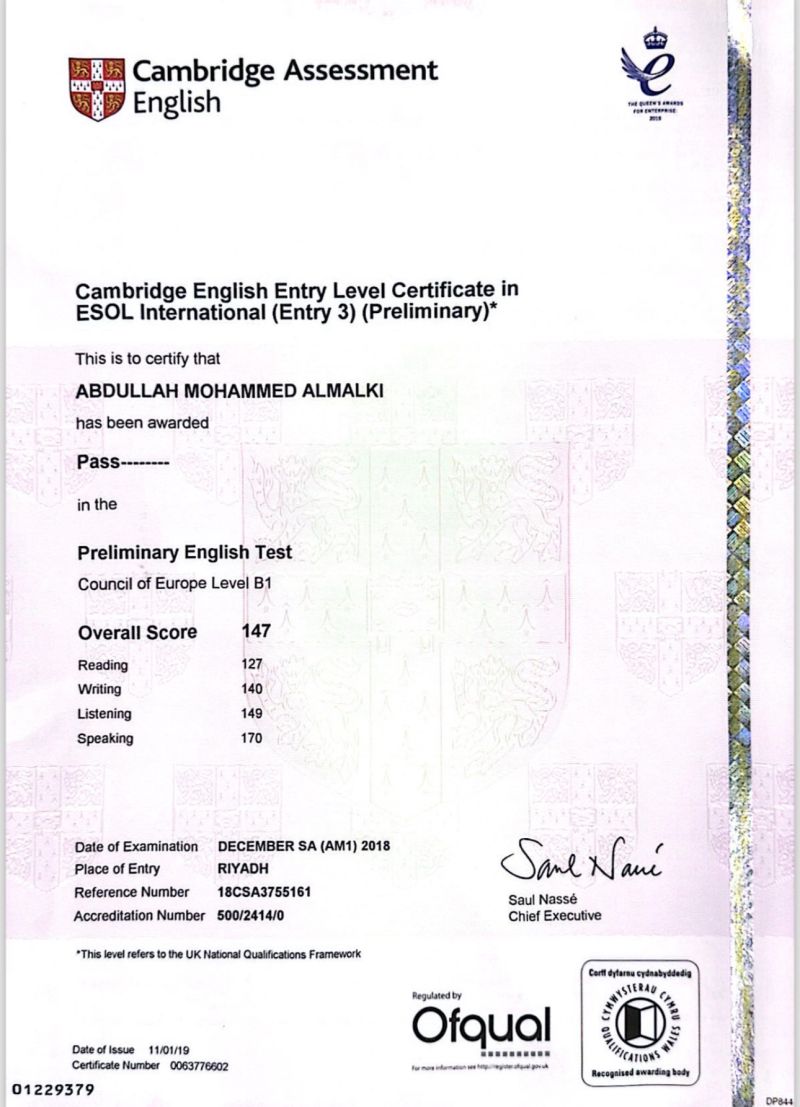 Cambridge Assessment
English
THE QUEEN'S AWARDS
FOR ENTERPRISE:
2015
Cambridge English Entry Level Certificate in
ESOL International (Entry 3) (Preliminary)*
This is to certify that
ABDULLAH MOHAMMED ALMALKI
has been awarded
Pass--------
in the
Preliminary English Test
Council of Europe Level B1
Overall Score 147
Reading 127
Writing 140
Listening 149
Speaking 170
Date of Examination DECEMBER SA (AM1) 2018
Place of Entry RIYADH
Reference Number 18CSA3755161
Accreditation Number 500/2414/0
Saul Nassé
Saul Nassé
Chief Executive
*This level refers to the UK National Qualifications Framework
Regulated by
Ofqual
For more information see http://register.ofqual.gov.uk
Corff dyfarnu cydnabyddedig
CYMWYSTERAU CYMRU
QUALIFICATIONS WALES
Recognised awarding body
Date of Issue 11/01/19
Certificate Number 0063776602
01229379
DP844